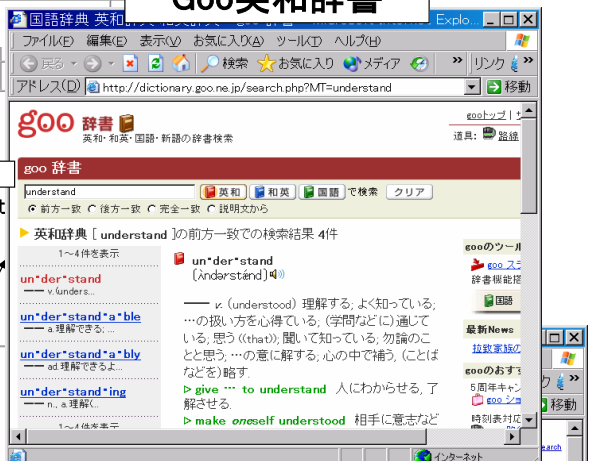 Goo英和辞書
Explo...
ファイル(F) 編集(E) 表示(V) お気に入り(A) ツール(T) ヘルプ(H)
戻る 検索 お気に入り メディア » リンク »
アドレス(D) http://dictionary.goo.ne.jp/search.php?MT=understand 移動
goo 辞書
英和・和英・国語・新語の辞書検索
gooトップ
道具: 路線
goo 辞書
understand 英和 和英 国語 で検索 クリア
前方一致 後方一致 完全一致 説明文から
英和辞典 [ understand ]の前方一致での検索結果 4件
1～4件を表示
un*der*stand
━━ v. (unders...
un*der*stand*a*ble
━━ a.理解できる; ...
un*der*stand*a*bly
━━ ad.理解できるよ...
un*der*stand*ing
━━ n., a.理解(...
1～4件を表示
un*der*stand
━━ v. (understood) 理解する; よく知っている;
…の扱い方を心得ている; (学問などに)通じて
いる; 思う((that)); 聞いて知っている; 勿論のこ
とと思う; …の意に解する; 心の中で補う, (ことば
などを)略す.
give … to understand 人にわからせる, 了
解させる.
make oneself understood 相手に意志など
gooのツール
goo
辞書機能搭
国語
最新News
拉致家族の
gooのおすす
5周年キャン
goo ショ
時刻表対応
インターネット
»
移動
earch